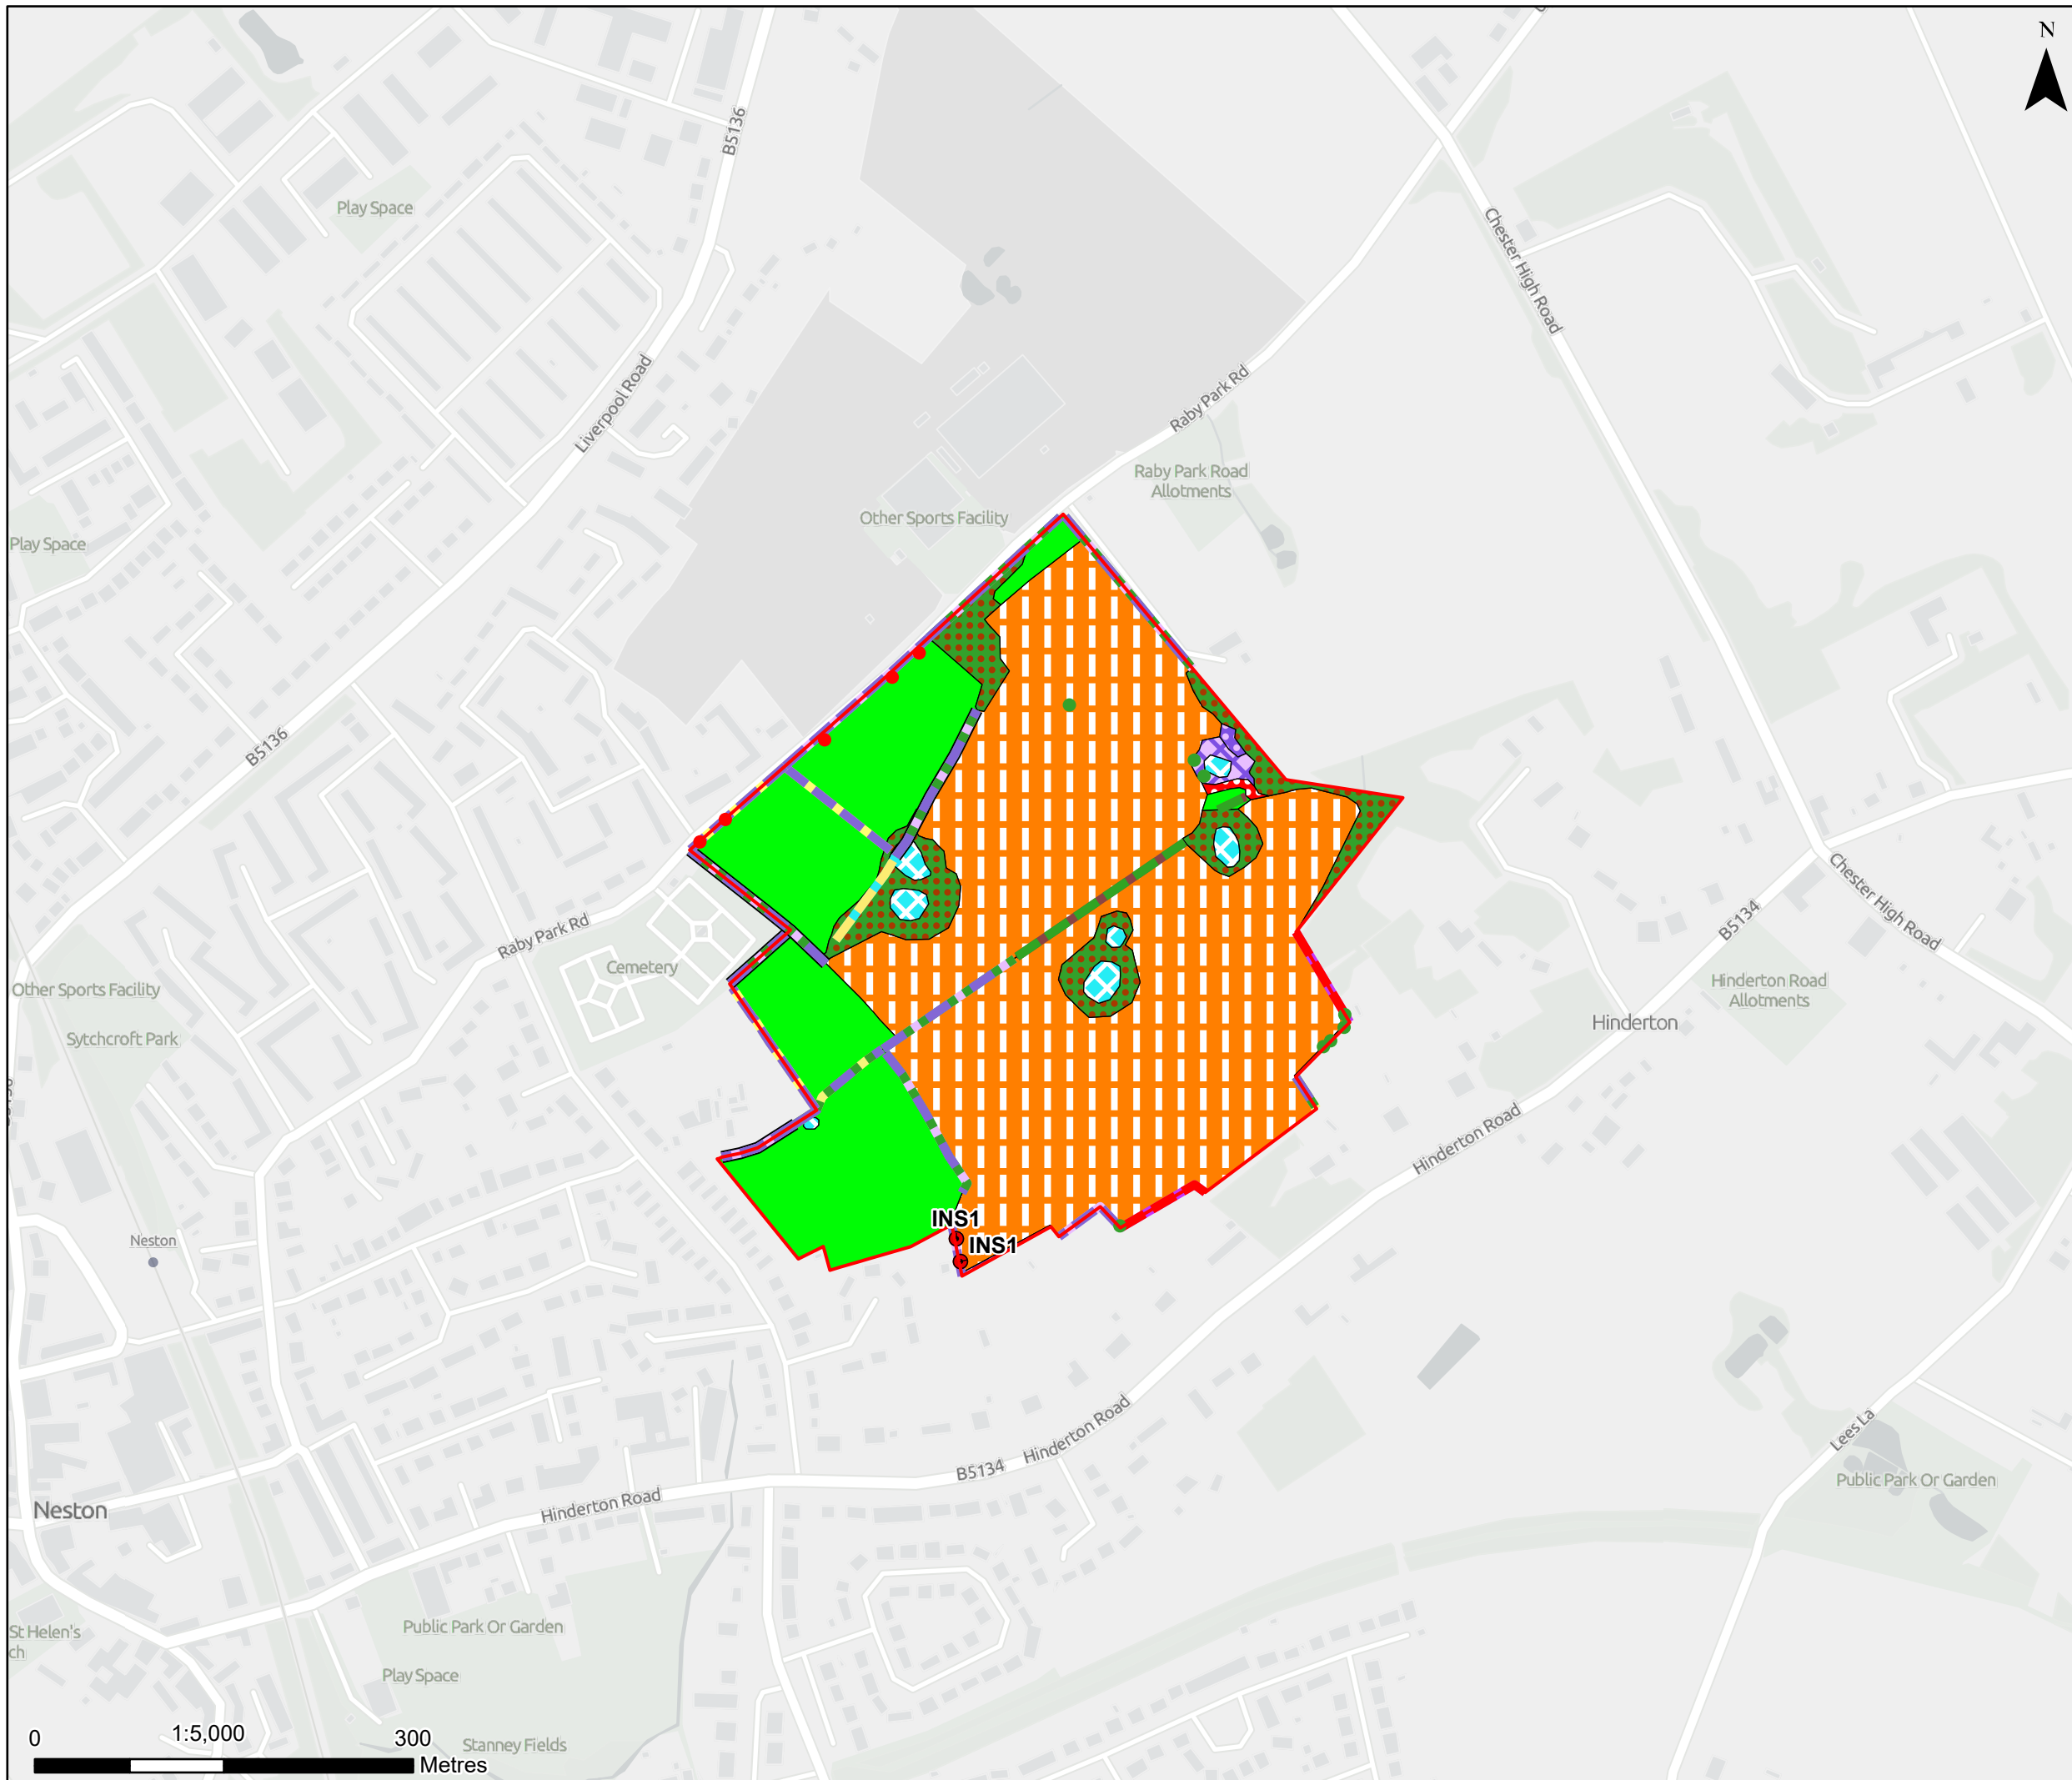 N
B5136
Play Space
Chester High Road
Liverpool Road
Raby Park Rd
Raby Park Road
Allotments
Other Sports Facility
Play Space
B5136
Chester High Road
B5134
Raby Park Rd
Cemetery
Other Sports Facility
Hinderton Road
Allotments
Hinderton
Sytchcroft Park
Hinderton Road
INS1
INS1
Neston
Lees La
Hinderton Road
B5134
Public Park Or Garden
Hinderton Road
Neston
Public Park Or Garden
St Helen's
ch
Play Space
Stanney Fields
0
1:5,000
300
Metres